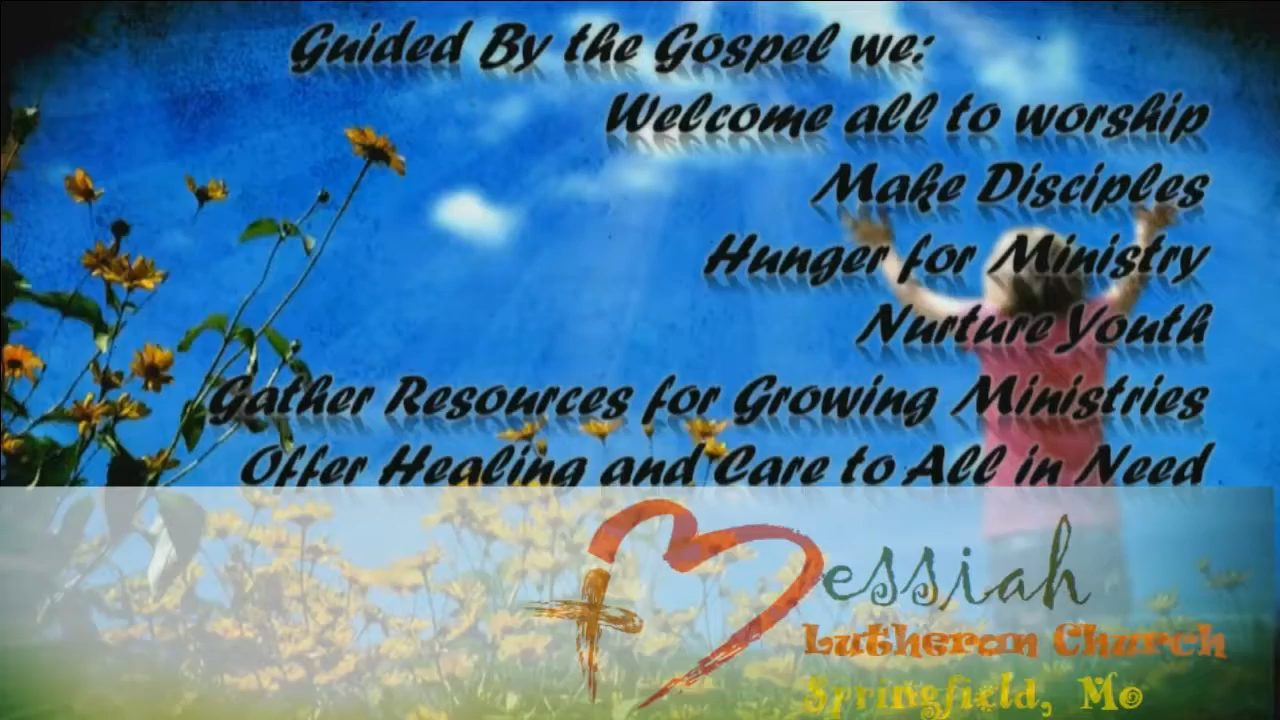 Guided By the Gospel we:
Welcome all to worship
Make Disciples
Hunger for Ministry
Nurture Youth
Gather Resources for Growing Ministries
Offer Healing and Care to All in Need
Messiah
Lutheran Church
Springfield, Mo